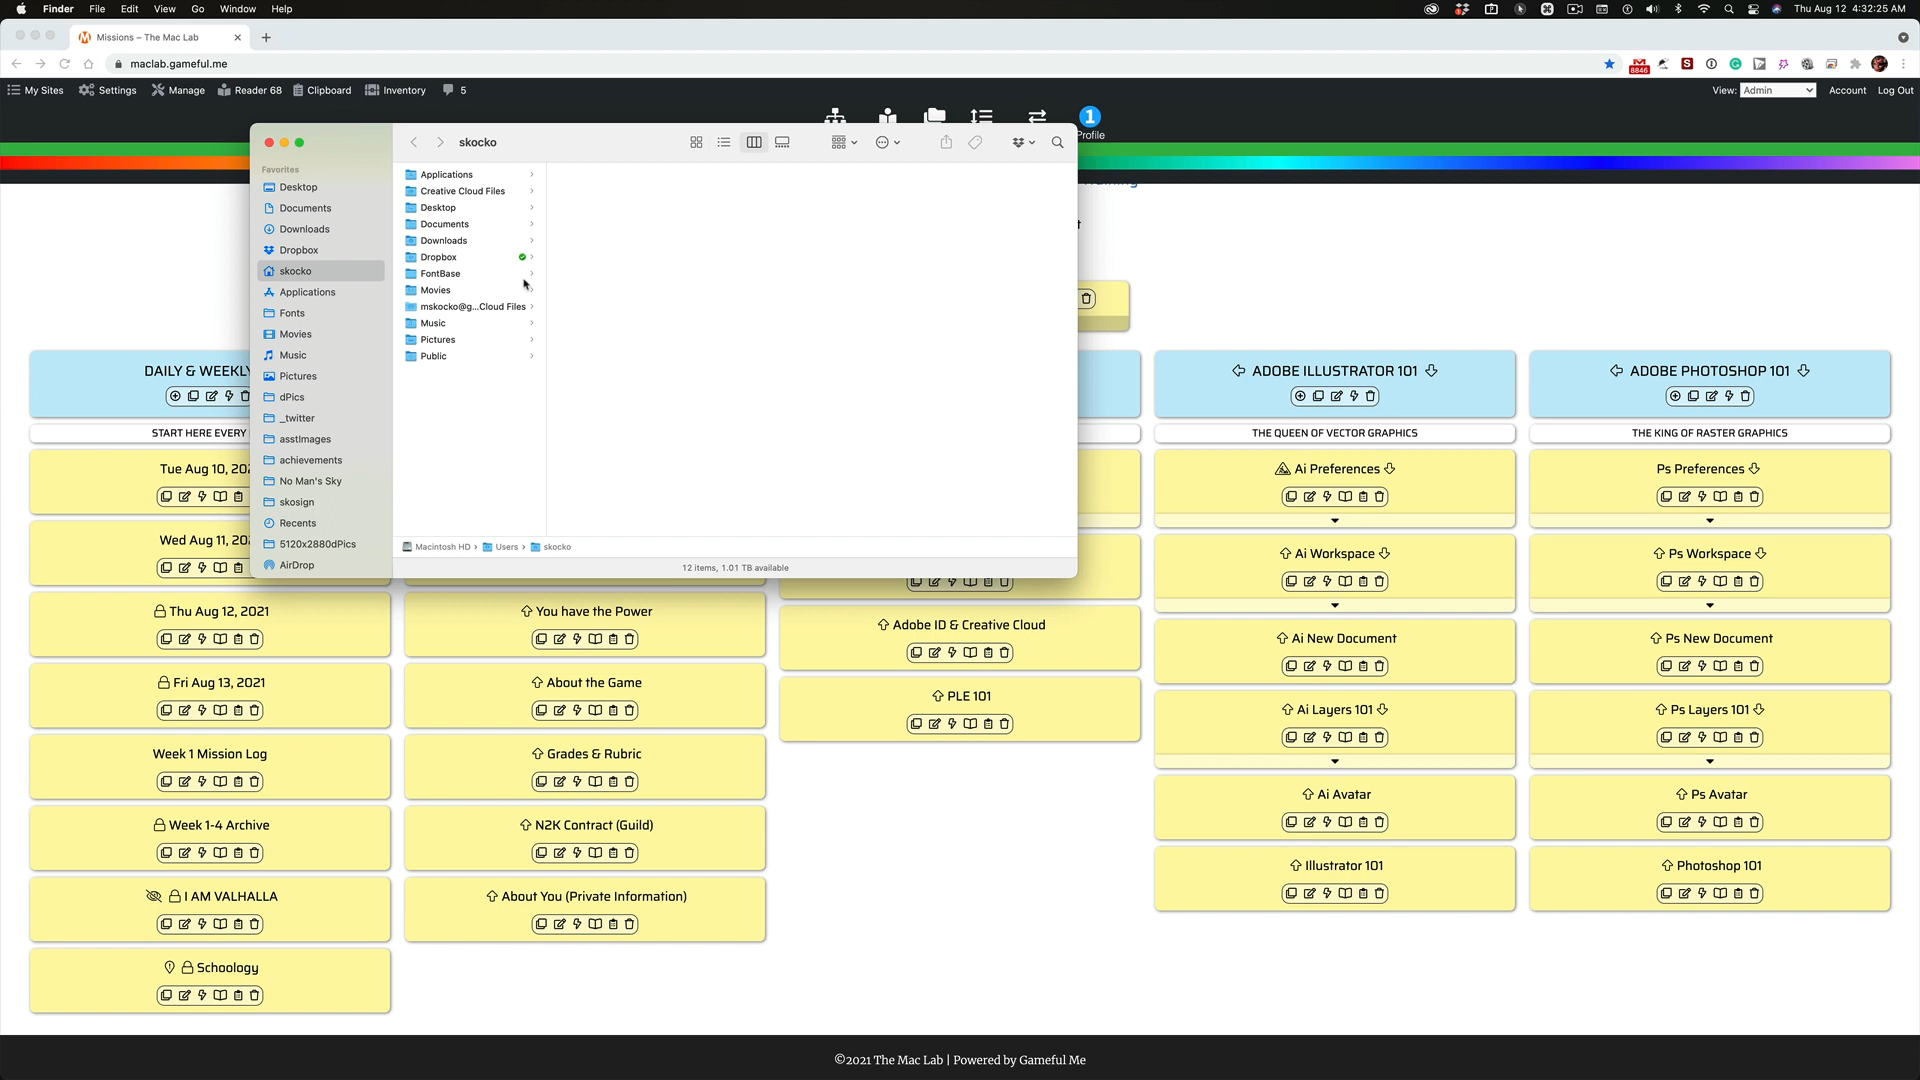 Finder File Edit View Go Window Help Thu Aug 12 4:32:25 AM
Missions – The Mac Lab
maclab.gameful.me
8846
My Sites Settings Manage Reader 68 Clipboard Inventory 5 View: Admin Account Log Out
1
Profile
skocko
Favorites
Desktop
Documents
Downloads
Dropbox
skocko
Applications
Fonts
Movies
Music
Pictures
dPics
_twitter
asstImages
achievements
No Man's Sky
skosign
Recents
5120x2880dPics
AirDrop
Applications
Creative Cloud Files
Desktop
Documents
Downloads
Dropbox
FontBase
Movies
mskocko@g...Cloud Files
Music
Pictures
Public
Macintosh HD › Users › skocko
12 items, 1.01 TB available
DAILY & WEEKLY
START HERE EVERY
Tue Aug 10, 202
Wed Aug 11, 202
Thu Aug 12, 2021
Fri Aug 13, 2021
Week 1 Mission Log
Week 1-4 Archive
I AM VALHALLA
Schoology
You have the Power
About the Game
Grades & Rubric
N2K Contract (Guild)
About You (Private Information)
Adobe ID & Creative Cloud
PLE 101
ADOBE ILLUSTRATOR 101
THE QUEEN OF VECTOR GRAPHICS
Ai Preferences
Ai Workspace
Ai New Document
Ai Layers 101
Ai Avatar
Illustrator 101
ADOBE PHOTOSHOP 101
THE KING OF RASTER GRAPHICS
Ps Preferences
Ps Workspace
Ps New Document
Ps Layers 101
Ps Avatar
Photoshop 101
©2021 The Mac Lab | Powered by Gameful Me